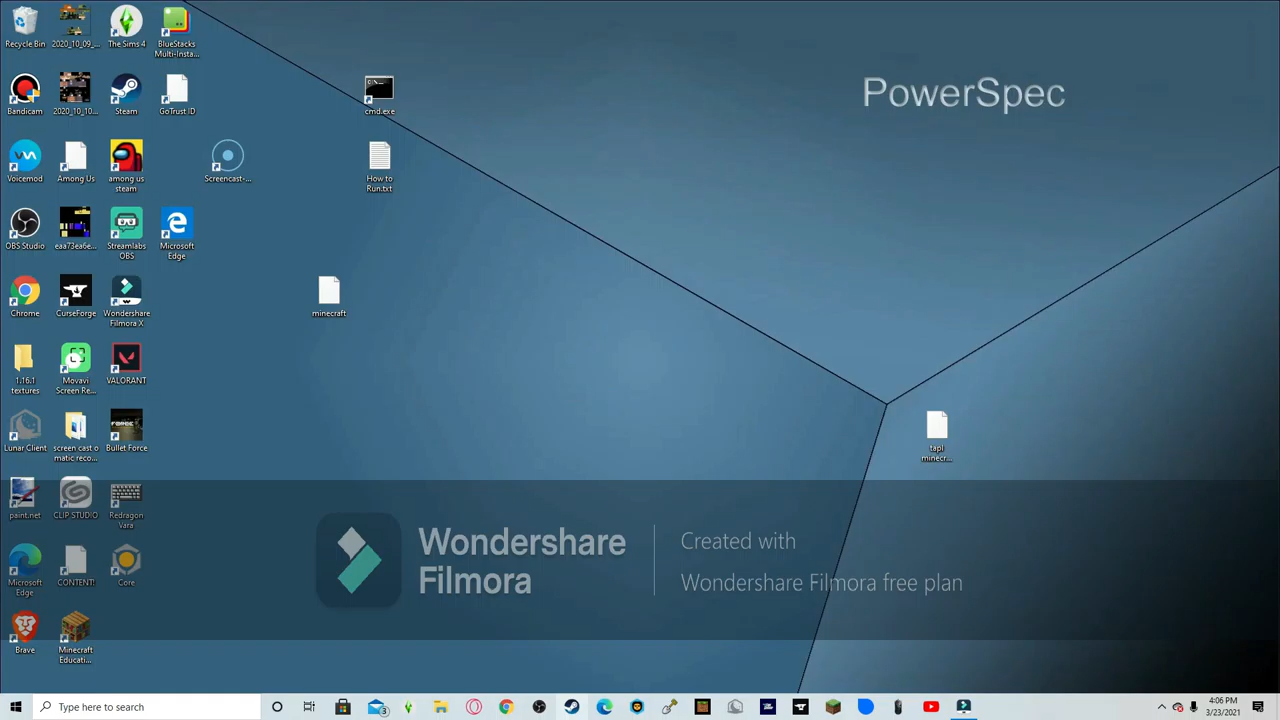 PowerSpec
Recycle Bin
2020_10_09_...
The Sims 4
BlueStacks
Multi-Insta...
Bandicam
2020_10_10...
Steam
GoTrust ID
cmd.exe
Voicemod
Among Us
among us
steam
Screencast-...
How to
Run.txt
OBS Studio
eaa73ea6e...
Streamlabs
OBS
Microsoft
Edge
Chrome
CurseForge
Wondershare
Filmora X
minecraft
1.16.1
textures
Movavi
Screen Re...
VALORANT
Lunar Client
screen cast o
matic reco...
Bullet Force
tapl
minecr...
paint.net
CLIP STUDIO
Redragon
Vara
Microsoft
Edge
CONTENT!
Core
Brave
Minecraft
Educati...
Wondershare
Filmora
Created with
Wondershare Filmora free plan
Type here to search
3
4:06 PM
3/23/2021